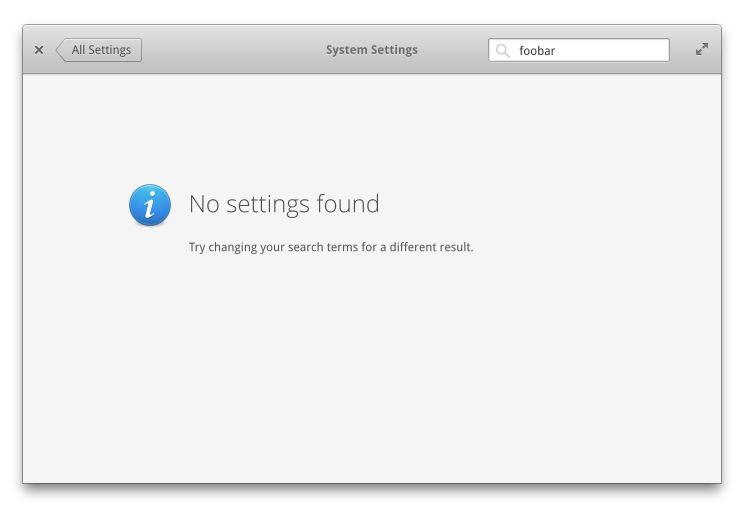 All Settings
System Settings
foobar
No settings found
Try changing your search terms for a different result.